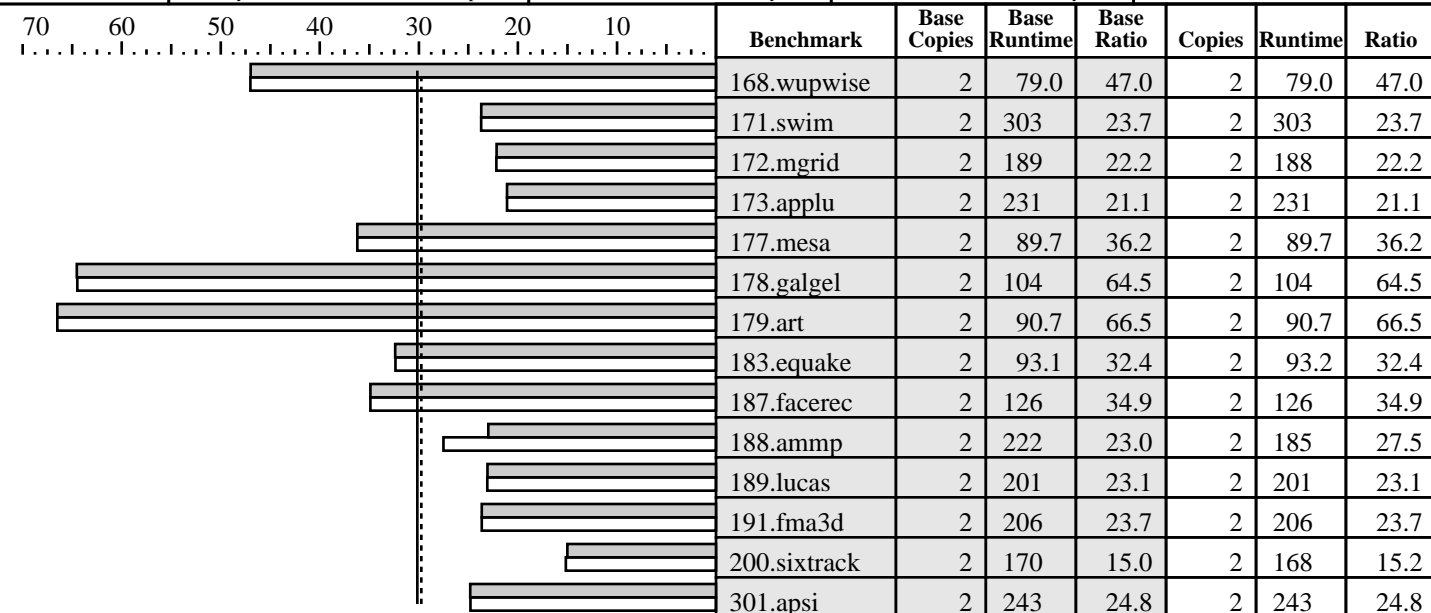 70 60 50 40 30 20 10
Benchmark Base Copies Base Runtime Base Ratio Copies Runtime Ratio
168.wupwise 2 79.0 47.0 2 79.0 47.0
171.swim 2 303 23.7 2 303 23.7
172.mgrid 2 189 22.2 2 188 22.2
173.applu 2 231 21.1 2 231 21.1
177.mesa 2 89.7 36.2 2 89.7 36.2
178.galgel 2 104 64.5 2 104 64.5
179.art 2 90.7 66.5 2 90.7 66.5
183.equake 2 93.1 32.4 2 93.2 32.4
187.facerec 2 126 34.9 2 126 34.9
188.ammp 2 222 23.0 2 185 27.5
189.lucas 2 201 23.1 2 201 23.1
191.fma3d 2 206 23.7 2 206 23.7
200.sixtrack 2 170 15.0 2 168 15.2
301.apsi 2 243 24.8 2 243 24.8